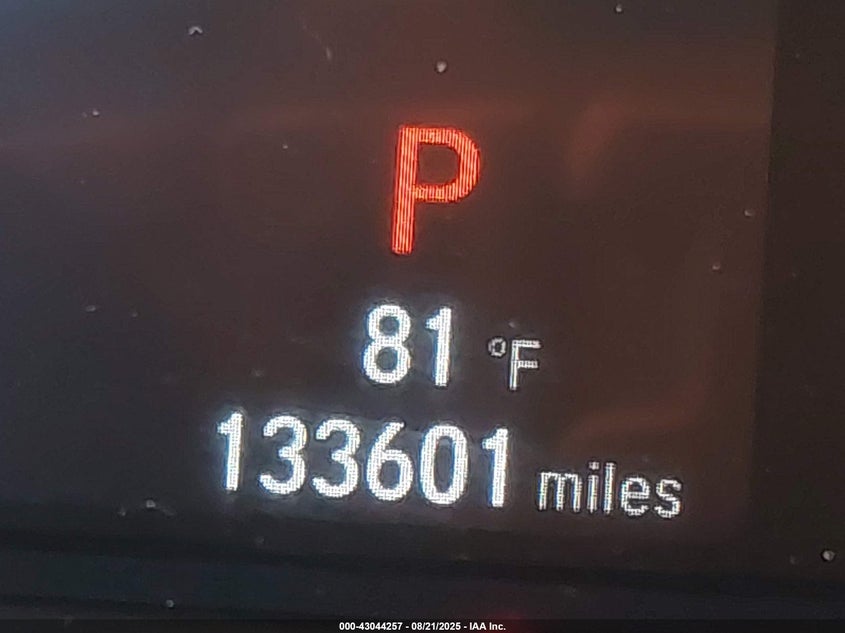 P
81 °F
133601 miles
000-43044257 - 08/21/2025 - IAA Inc.